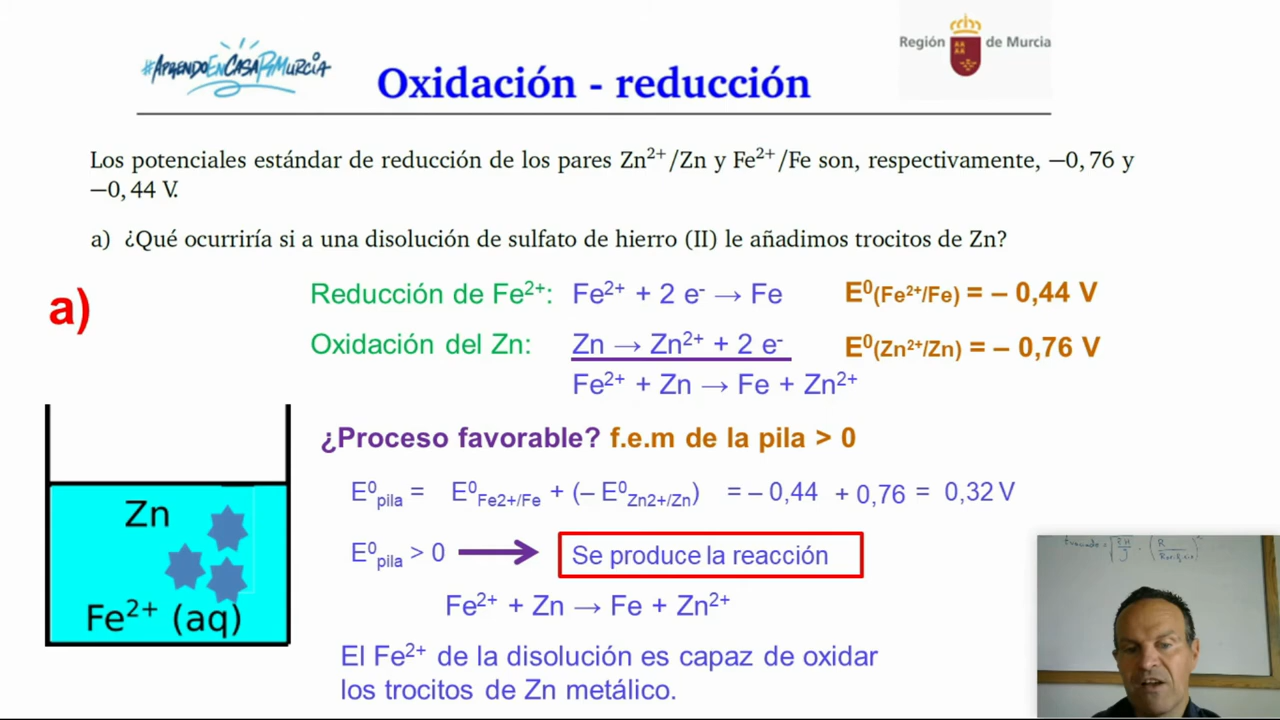 #AprendoEnCasaRMurcia
Región de Murcia
Oxidación - reducción
Los potenciales estándar de reducción de los pares Zn²⁺/Zn y Fe²⁺/Fe son, respectivamente, −0, 76 y
−0, 44 V.
a) ¿Qué ocurriría si a una disolución de sulfato de hierro (II) le añadimos trocitos de Zn?
a)
Reducción de Fe²⁺: Fe²⁺ + 2 e⁻ → Fe E⁰(Fe²⁺/Fe) = – 0,44 V
Oxidación del Zn: Zn → Zn²⁺ + 2 e⁻ E⁰(Zn²⁺/Zn) = – 0,76 V
Fe²⁺ + Zn → Fe + Zn²⁺
¿Proceso favorable? f.e.m de la pila > 0
E⁰pila = E⁰Fe2+/Fe + (– E⁰Zn2+/Zn) = – 0,44 + 0,76 = 0,32 V
E⁰pila > 0 → Se produce la reacción
Fe²⁺ + Zn → Fe + Zn²⁺
El Fe²⁺ de la disolución es capaz de oxidar
los trocitos de Zn metálico.
Zn
Fe²⁺ (aq)